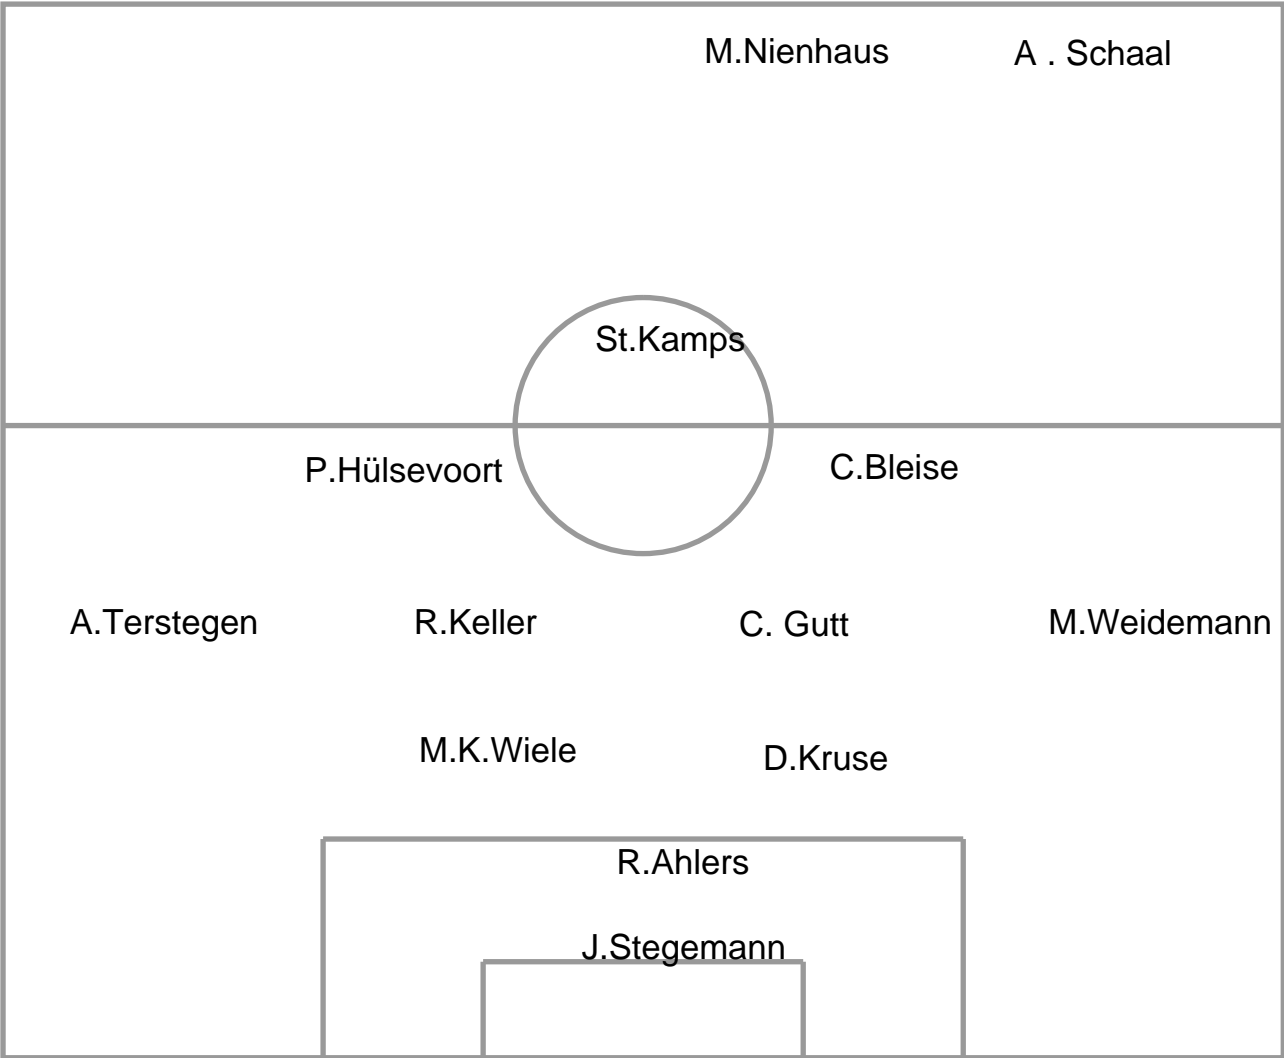 M.Nienhaus
A . Schaal
St.Kamps
P.Hülsevoort
C.Bleise
A.Terstegen
R.Keller
C. Gutt
M.Weidemann
M.K.Wiele
D.Kruse
R.Ahlers
J.Stegemann